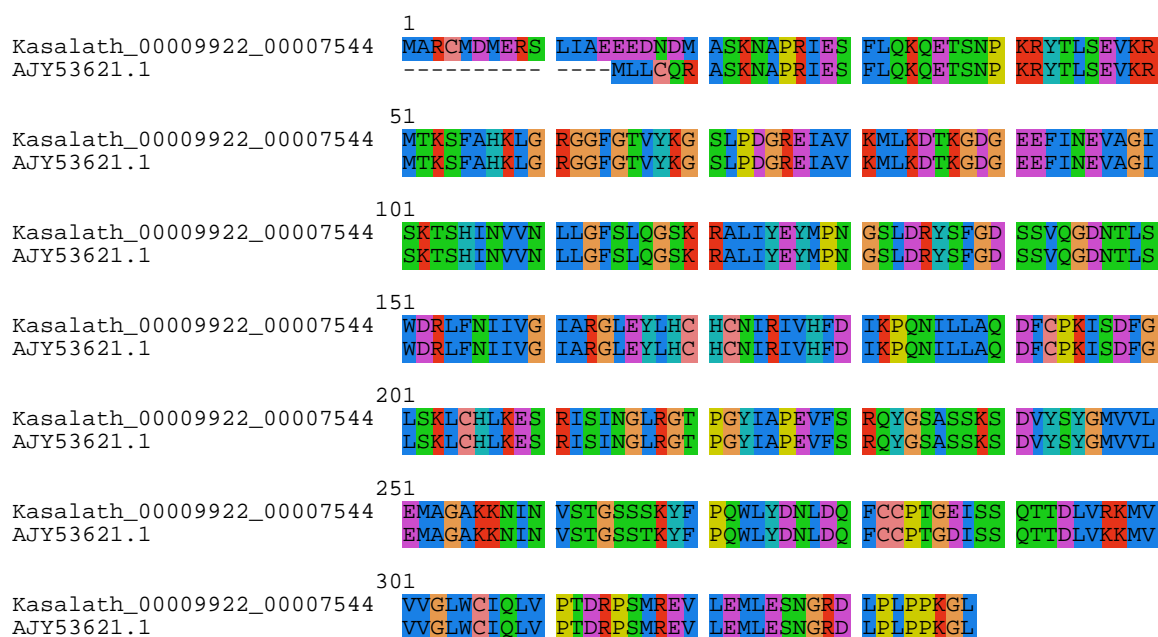 1
Kasalath_00009922_00007544 MARCMDMERS LIAEEEDNDM ASKNAPRIES FLQKQETSNP KRYTLSEVKR
AJY53621.1 ---------- ----MLLCQR ASKNAPRIES FLQKQETSNP KRYTLSEVKR
51
Kasalath_00009922_00007544 MTKSFAHKLG RGGFGTVYKG SLPDGREIAV KMLKDTKGDG EEFINEVAGI
AJY53621.1 MTKSFAHKLG RGGFGTVYKG SLPDGREIAV KMLKDTKGDG EEFINEVAGI
101
Kasalath_00009922_00007544 SKTSHINVVN LLGFSLQGSK RALIYEYMPN GSLDRYSFGD SSVQGDNTLS
AJY53621.1 SKTSHINVVN LLGFSLQGSK RALIYEYMPN GSLDRYSFGD SSVQGDNTLS
151
Kasalath_00009922_00007544 WDRLFNIIVG IARGLEYLHC HCNIRIVHFD IKPQNILLAQ DFCPKISDFG
AJY53621.1 WDRLFNIIVG IARGLEYLHC HCNIRIVHFD IKPQNILLAQ DFCPKISDFG
201
Kasalath_00009922_00007544 LSKLCHLKES RISINGLRGT PGYIAPEVFS RQYGSASSKS DVYSYGMVVL
AJY53621.1 LSKLCHLKES RISINGLRGT PGYIAPEVFS RQYGSASSKS DVYSYGMVVL
251
Kasalath_00009922_00007544 EMAGAKKNIN VSTGSSSKYF PQWLYDNLDQ FCCPTGEISS QTTDLVRKMV
AJY53621.1 EMAGAKKNIN VSTGSSTKYF PQWLYDNLDQ FCCPTGDISS QTTDLVKKMV
301
Kasalath_00009922_00007544 VVGLWCIQLV PTDRPSMREV LEMLESNGRD LPLPPKGL
AJY53621.1 VVGLWCIQLV PTDRPSMREV LEMLESNGRD LPLPPKGL